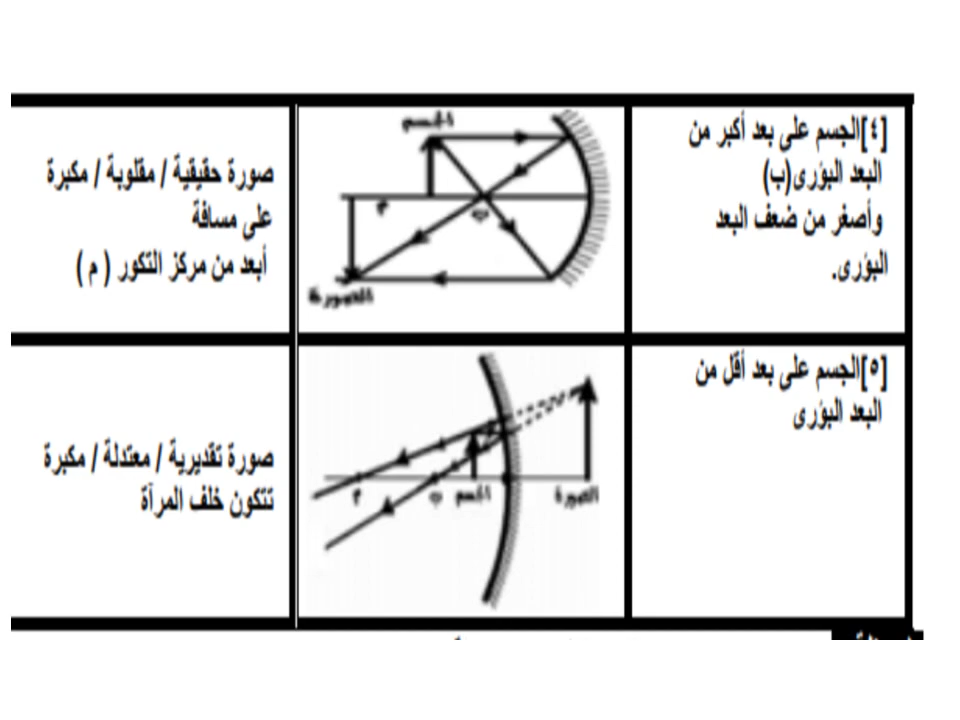 [٤]الجسم على بعد أكبر من
البعد البؤرى(ب)
وأصغر من ضعف البعد
البؤرى.
الجسم
م
ب
الصورة
صورة حقيقية / مقلوبة / مكبرة
على مسافة
أبعد من مركز التكور ( م )
[٥]الجسم على بعد أقل من
البعد البؤرى
م
ب
الجسم
الصورة
صورة تقديرية / معتدلة / مكبرة
تتكون خلف المرآة